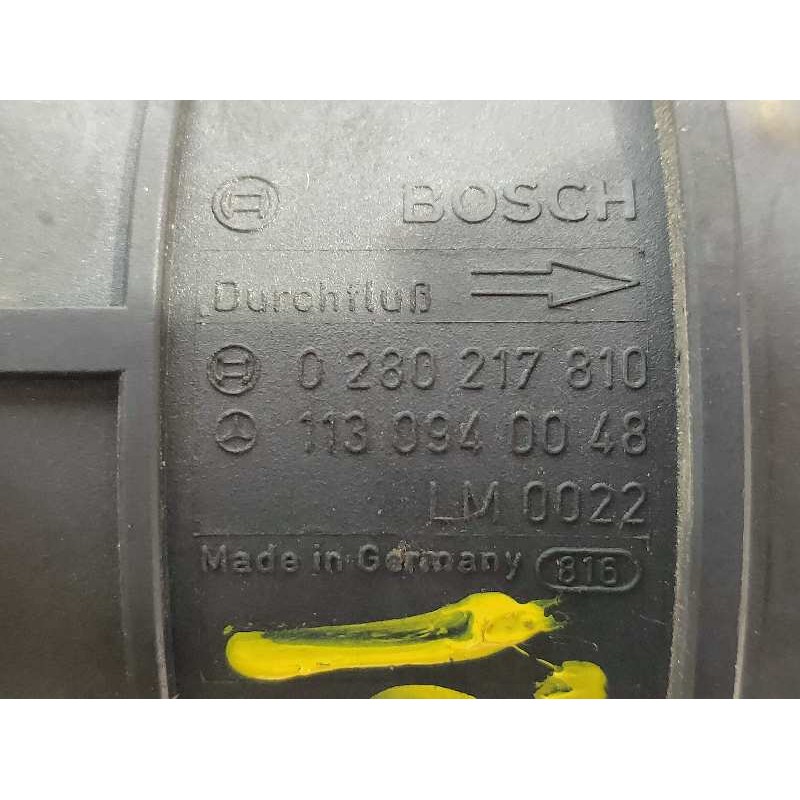 BOSCH
Durchfluß
0 280 217 810
113 094 00 48
LM 0022
Made in Germany 816